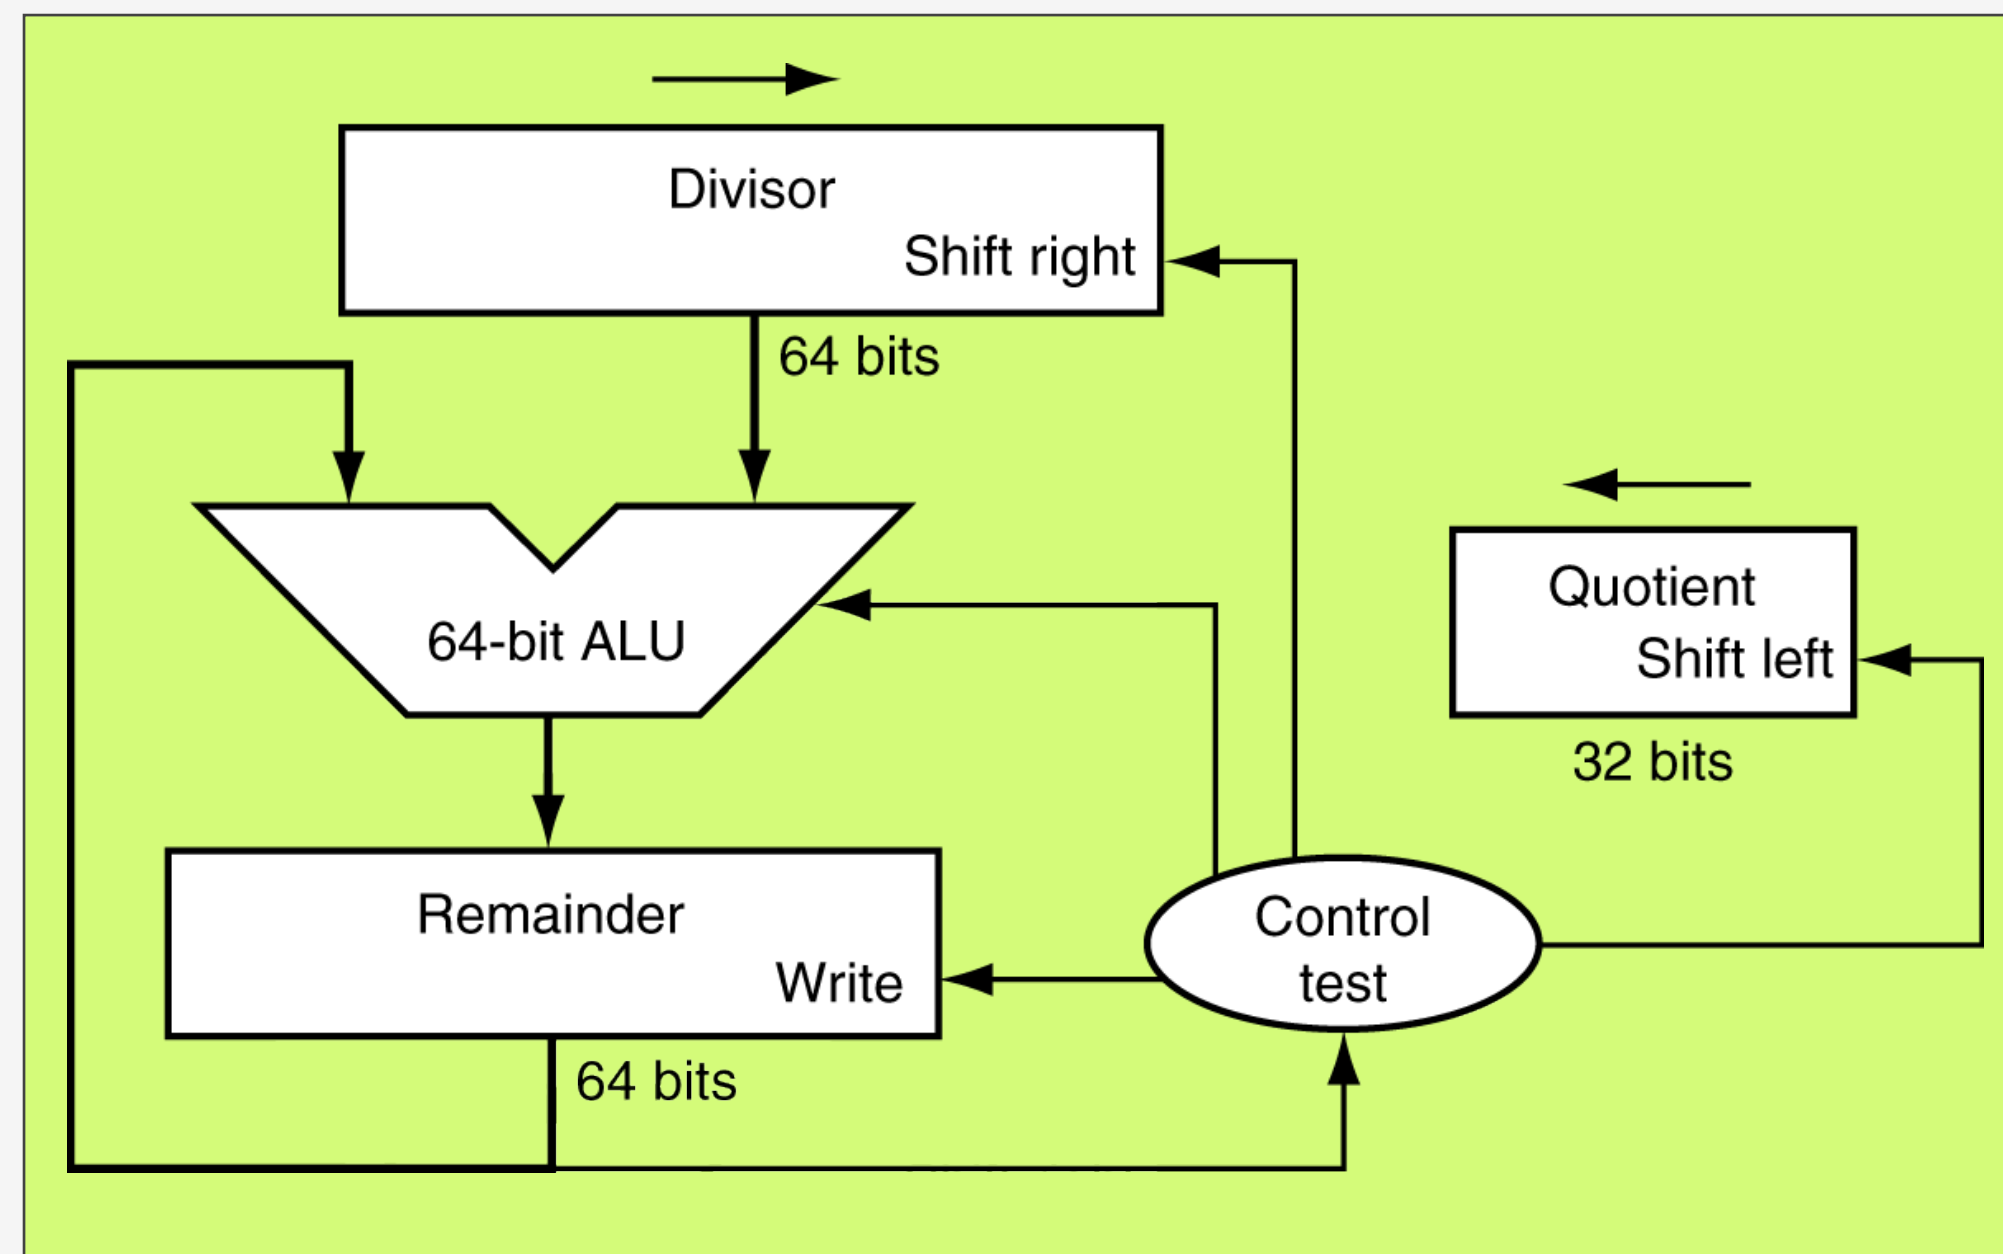 Divisor
Shift right
64 bits
64-bit ALU
Quotient
Shift left
32 bits
Remainder
Write
Control
test
64 bits